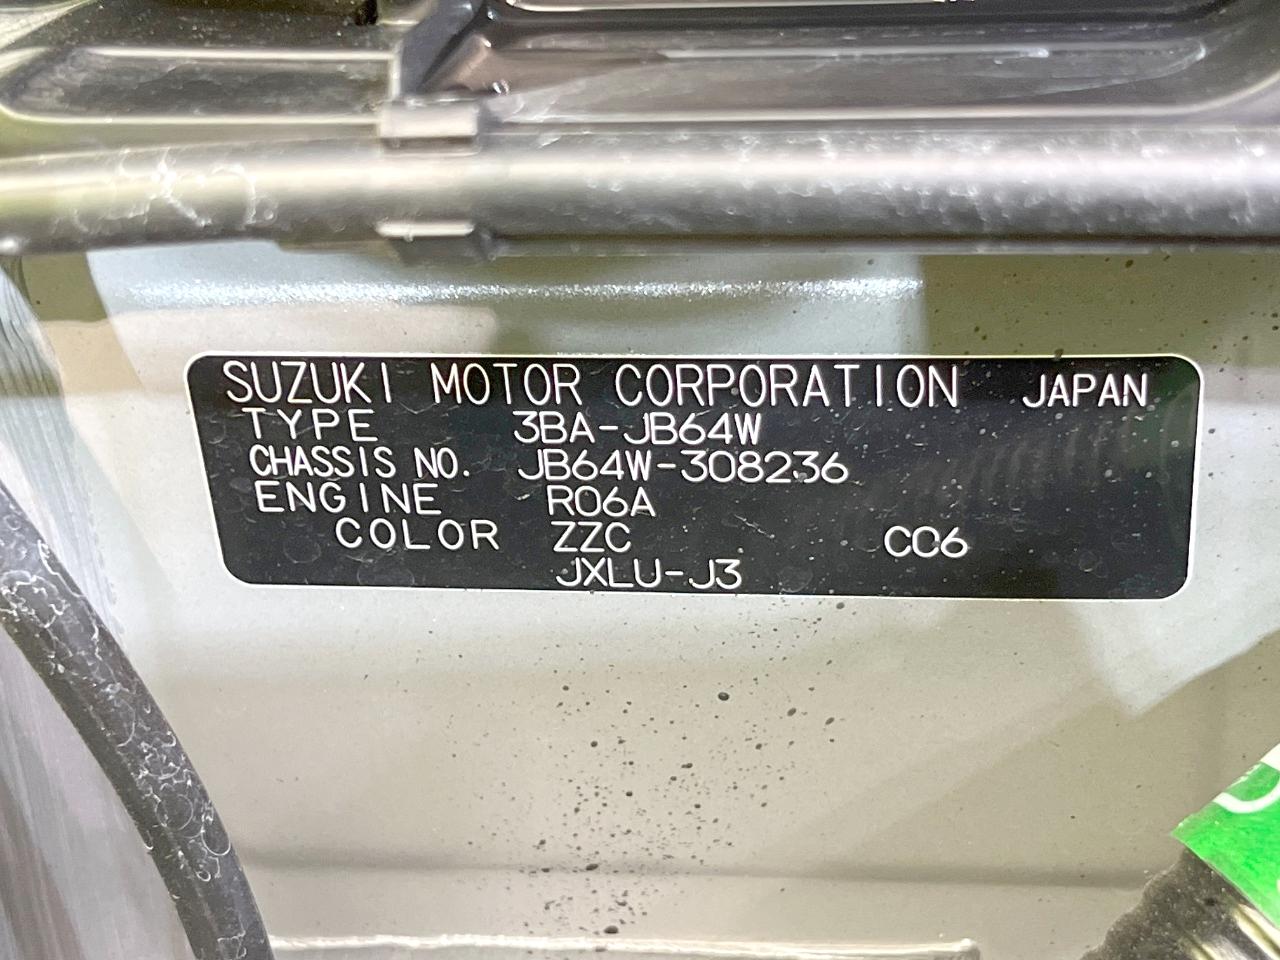 SUZUKI MOTOR CORPORATION JAPAN
TYPE 3BA-JB64W
CHASSIS NO. JB64W-308236
ENGINE R06A
COLOR ZZC CC6
JXLU-J3